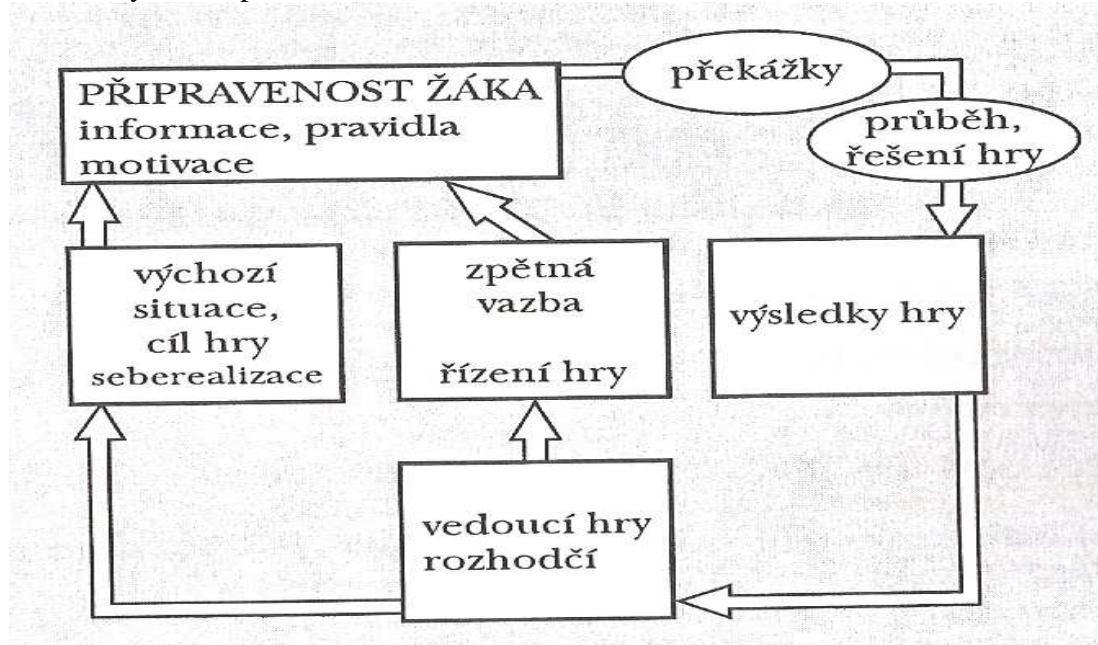 PŘIPRAVENOST ŽÁKA
informace, pravidla
motivace
překážky
průběh,
řešení hry
výchozí
situace,
cíl hry
seberealizace
zpětná
vazba
řízení hry
výsledky hry
vedoucí hry
rozhodčí